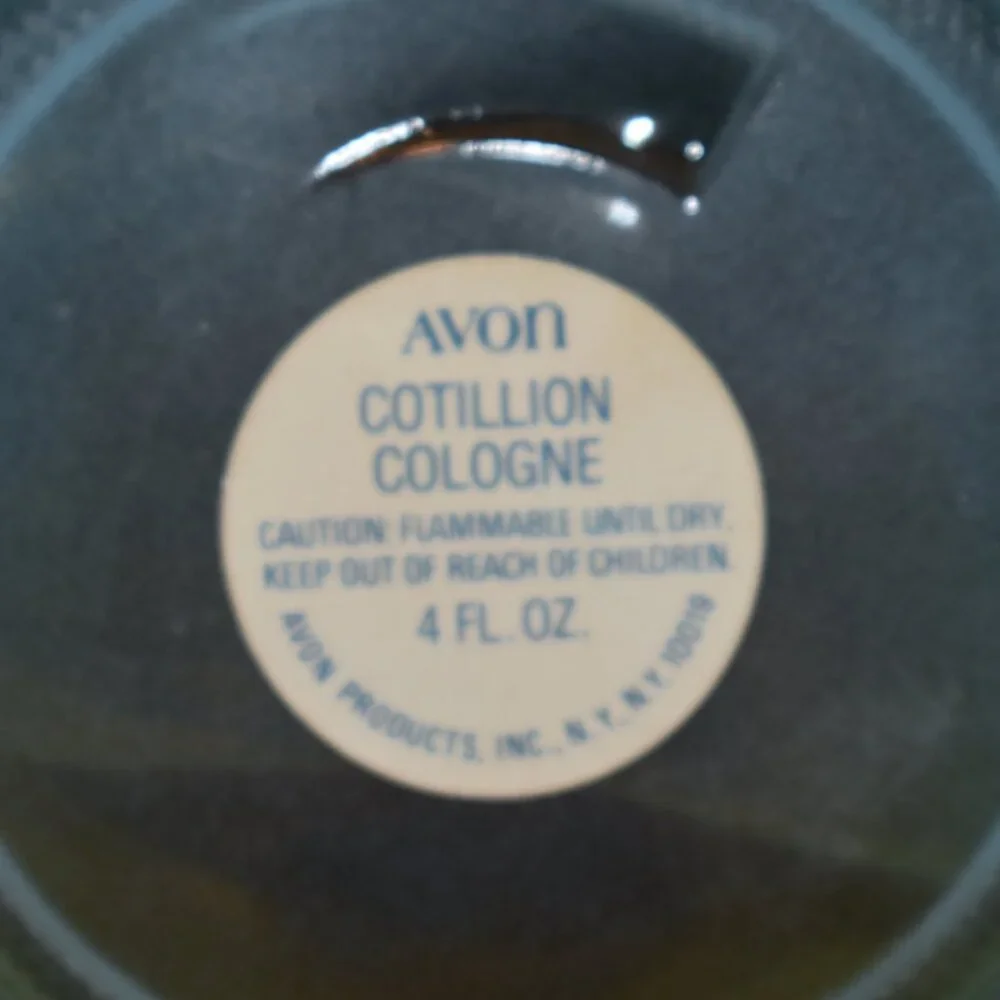 AVON
COTILLION
COLOGNE
CAUTION: FLAMMABLE UNTIL DRY.
KEEP OUT OF REACH OF CHILDREN.
4 FL. OZ.
AVON PRODUCTS, INC., N.Y., N.Y. 10019